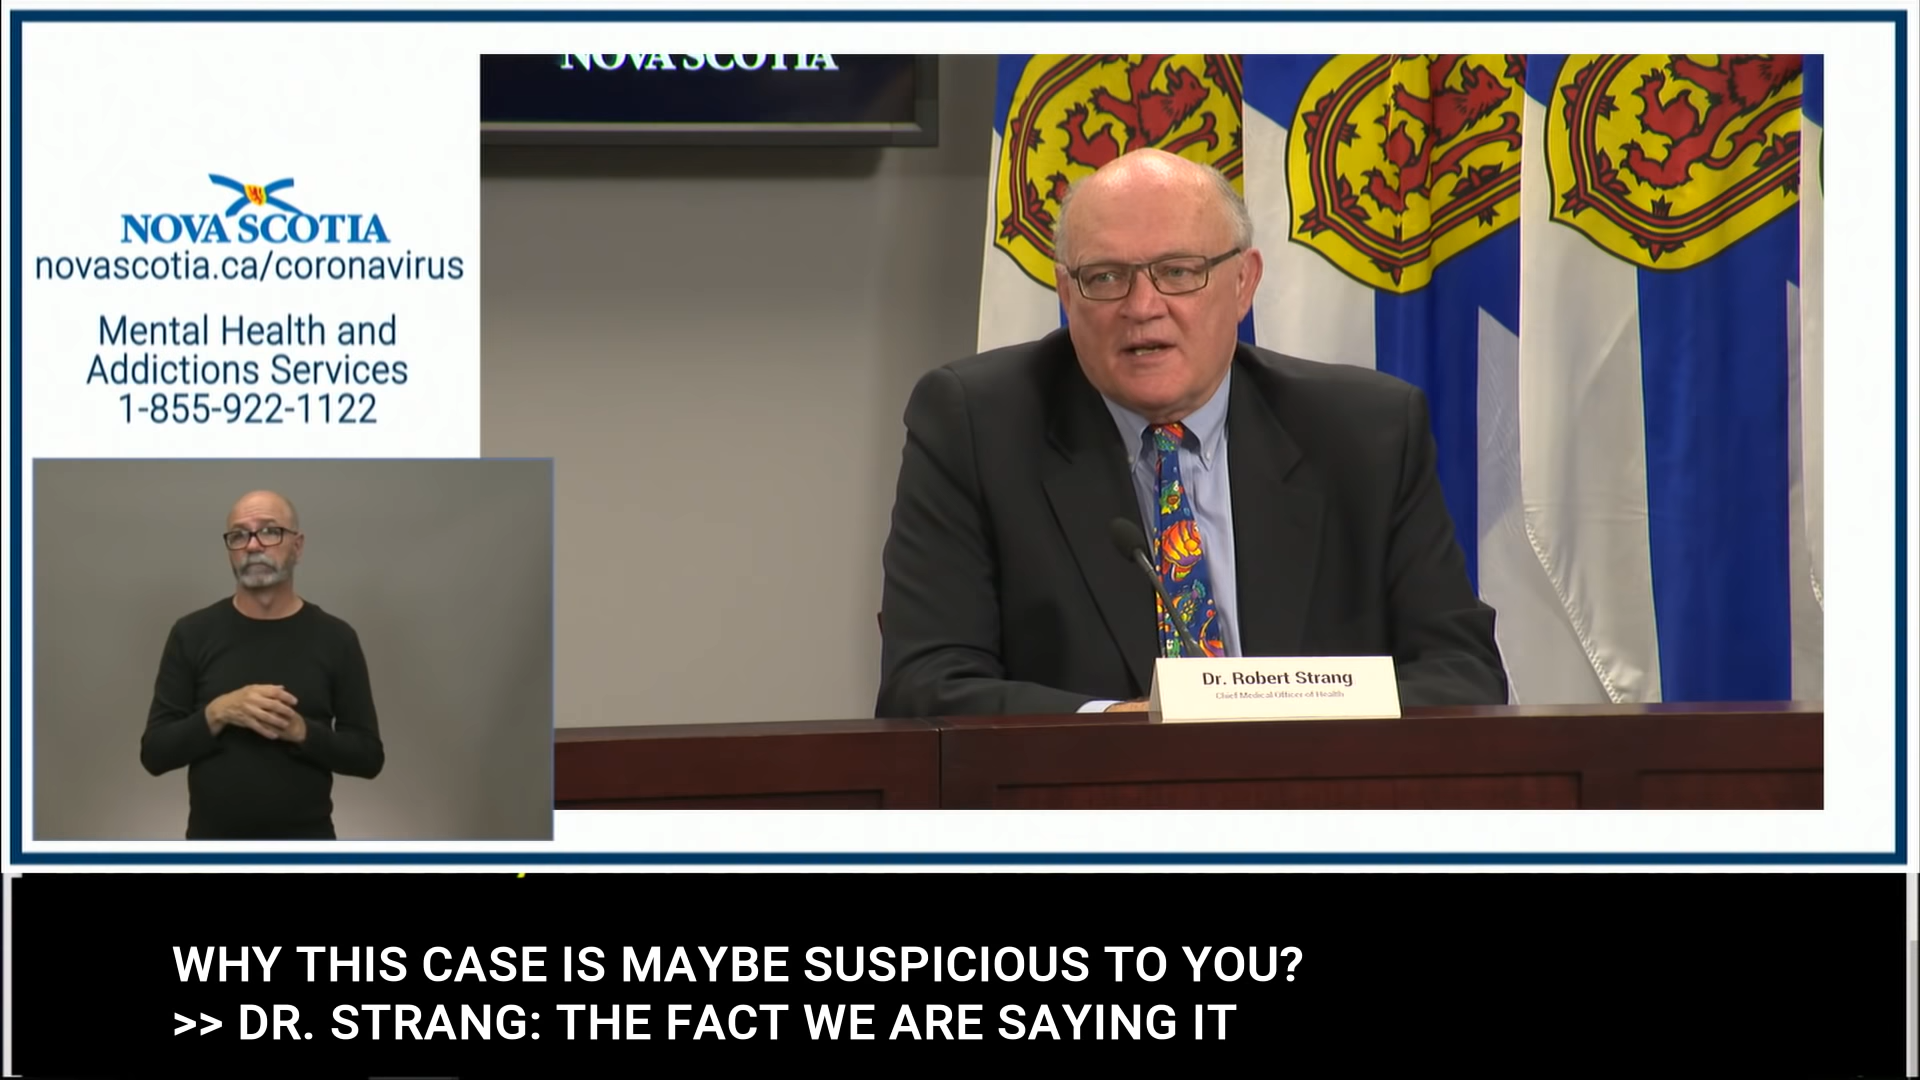 NOVA SCOTIA
NOVA SCOTIA
novascotia.ca/coronavirus
Mental Health and
Addictions Services
1-855-922-1122
Dr. Robert Strang
Chief Medical Officer of Health
WHY THIS CASE IS MAYBE SUSPICIOUS TO YOU?
>> DR. STRANG: THE FACT WE ARE SAYING IT